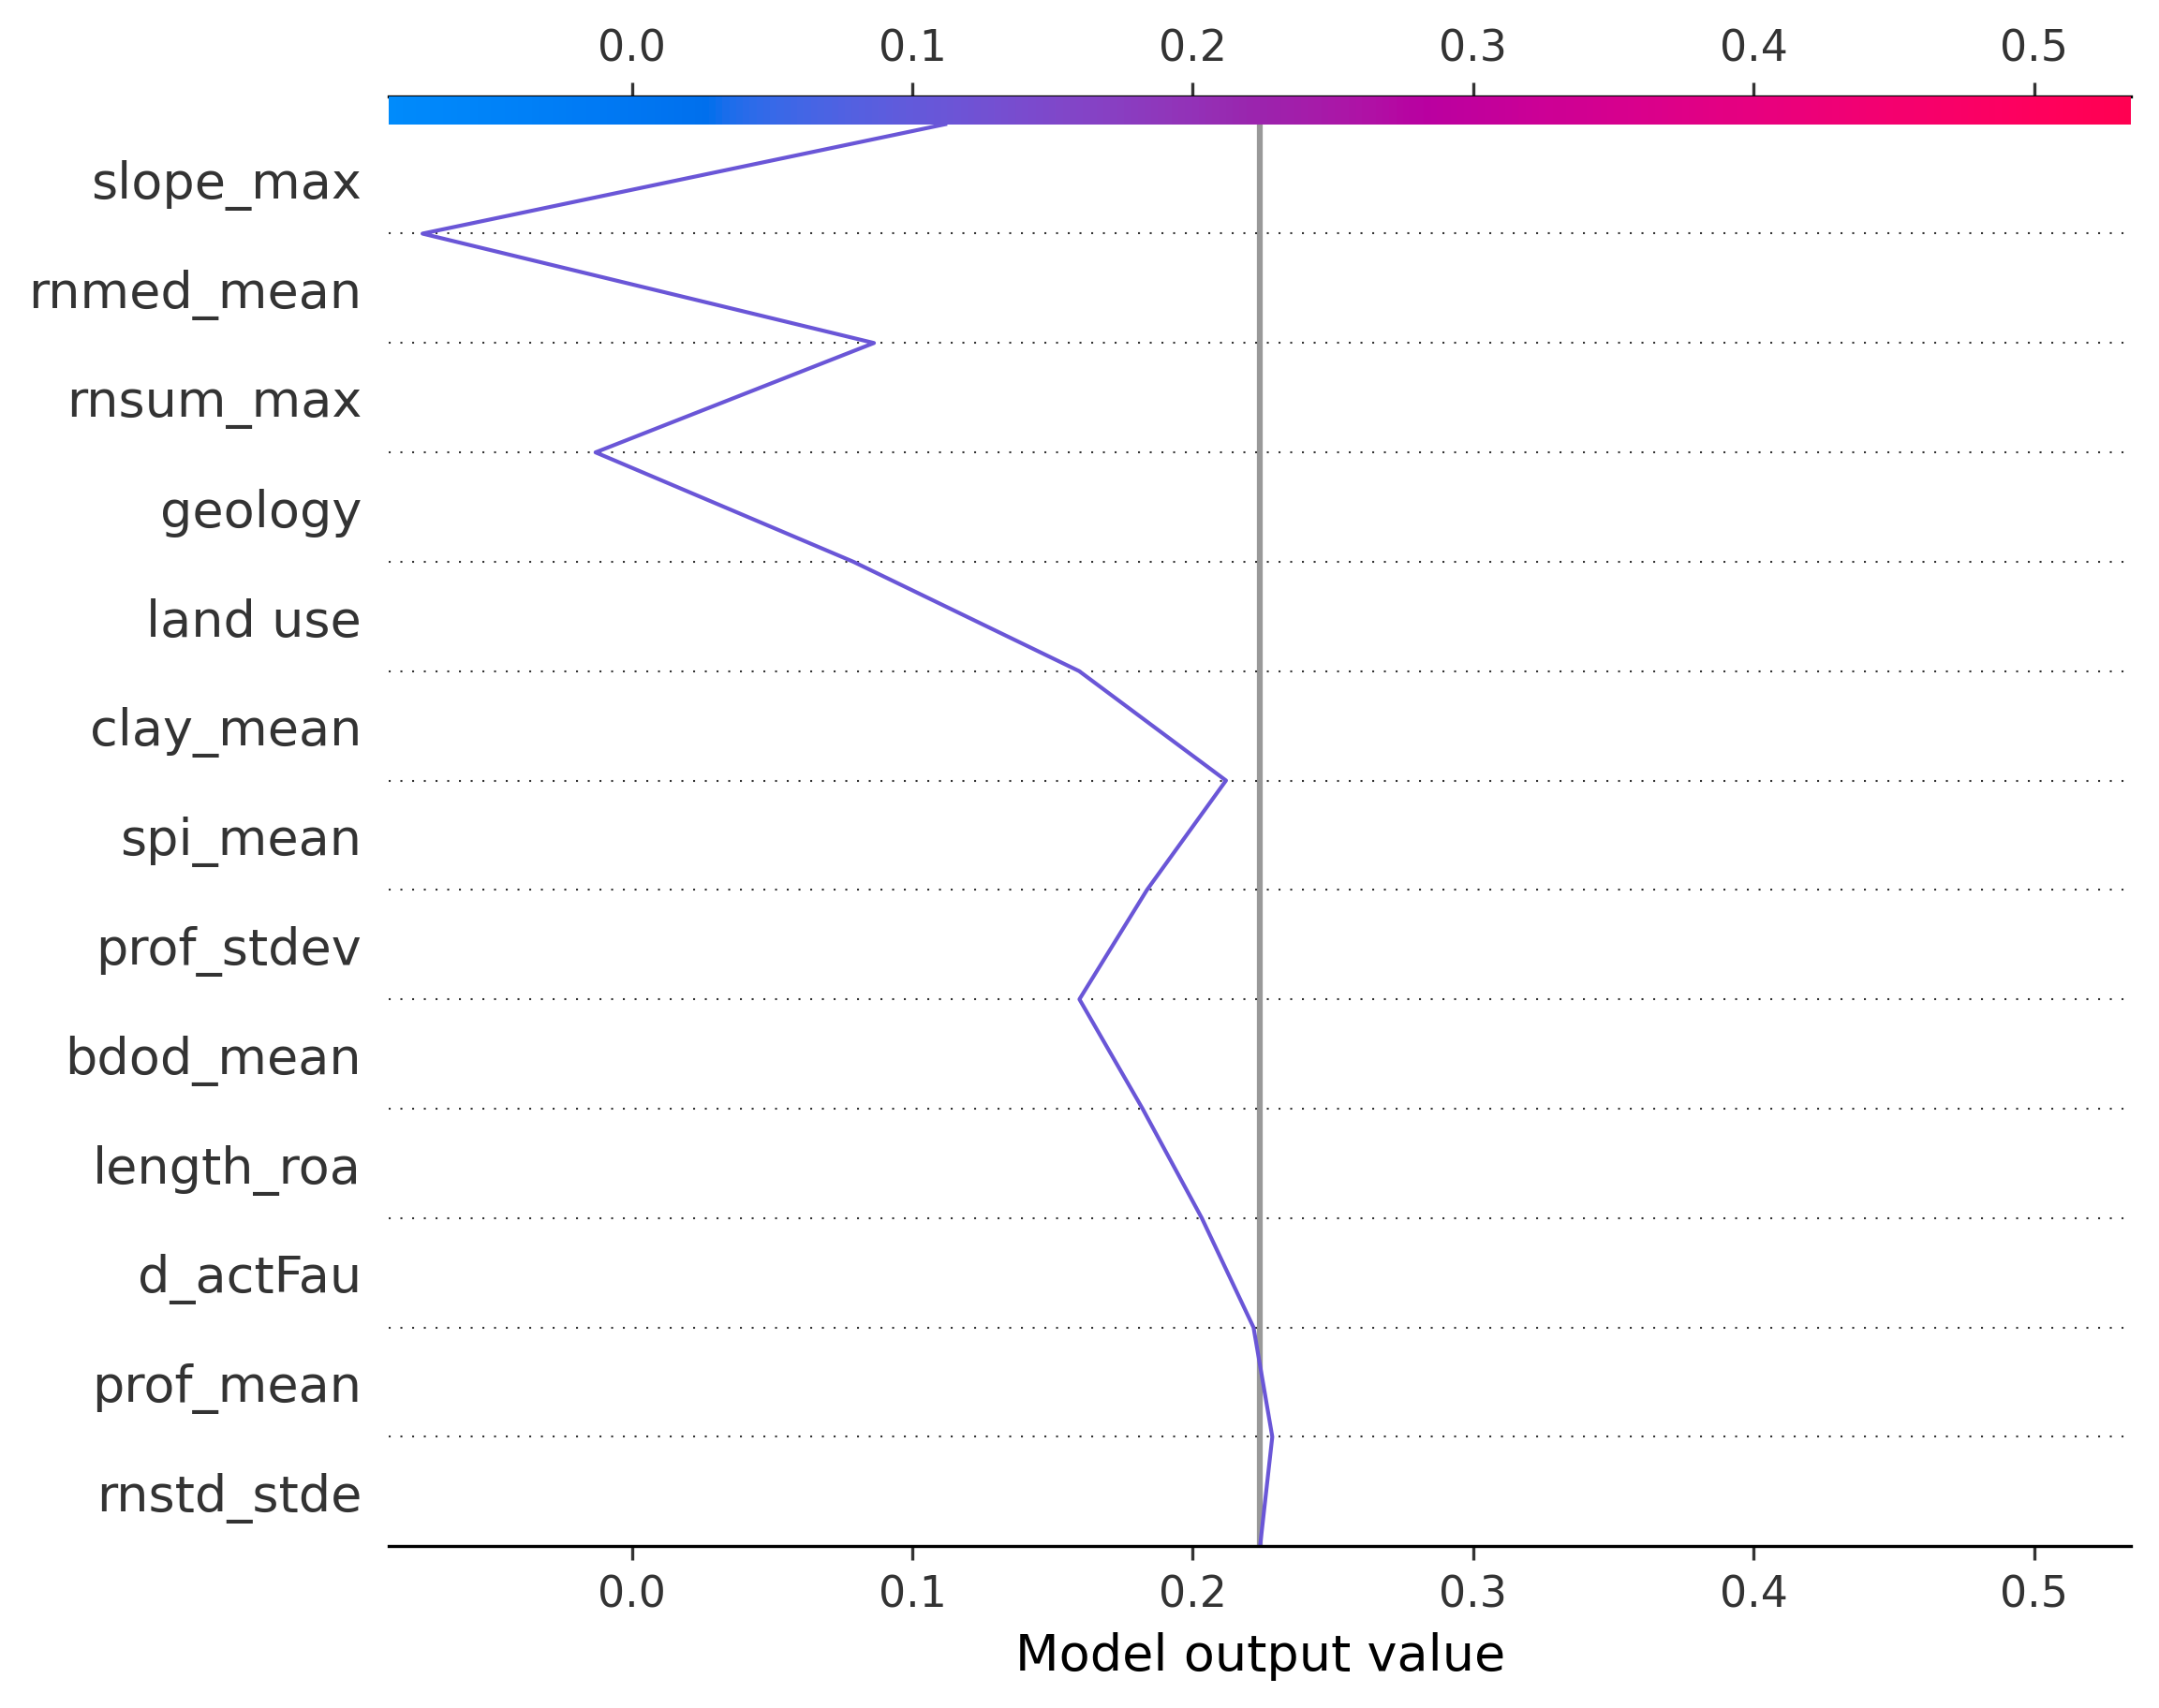 0.0 0.1 0.2 0.3 0.4 0.5
slope_max
rnmed_mean
rnsum_max
geology
land use
clay_mean
spi_mean
prof_stdev
bdod_mean
length_roa
d_actFau
prof_mean
rnstd_stde
0.0 0.1 0.2 0.3 0.4 0.5
Model output value